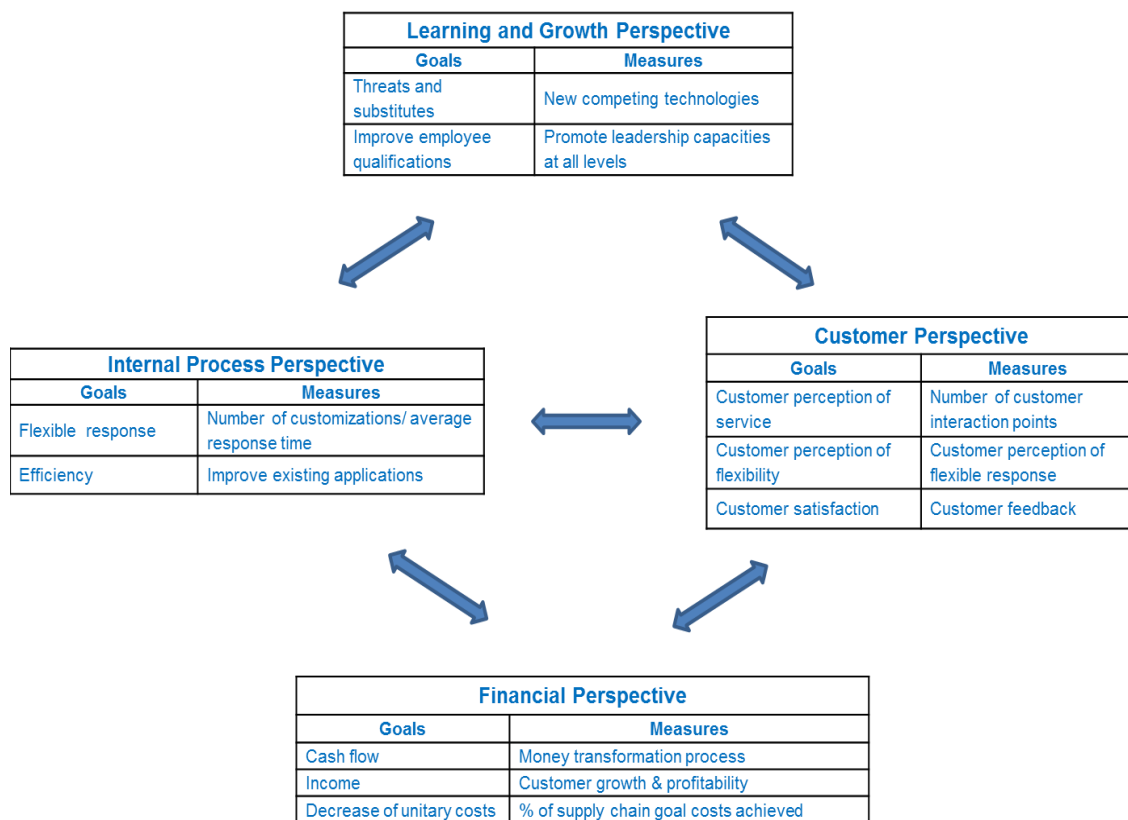 Learning and Growth Perspective
Goals Measures
Threats and
substitutes
New competing technologies
Improve employee
qualifications
Promote leadership capacities
at all levels
Internal Process Perspective
Goals Measures
Flexible response
Number of customizations/ average
response time
Efficiency
Improve existing applications
Customer Perspective
Goals Measures
Customer perception of
service
Number of customer
interaction points
Customer perception of
flexibility
Customer perception of
flexible response
Customer satisfaction
Customer feedback
Financial Perspective
Goals Measures
Cash flow
Money transformation process
Income
Customer growth & profitability
Decrease of unitary costs
% of supply chain goal costs achieved